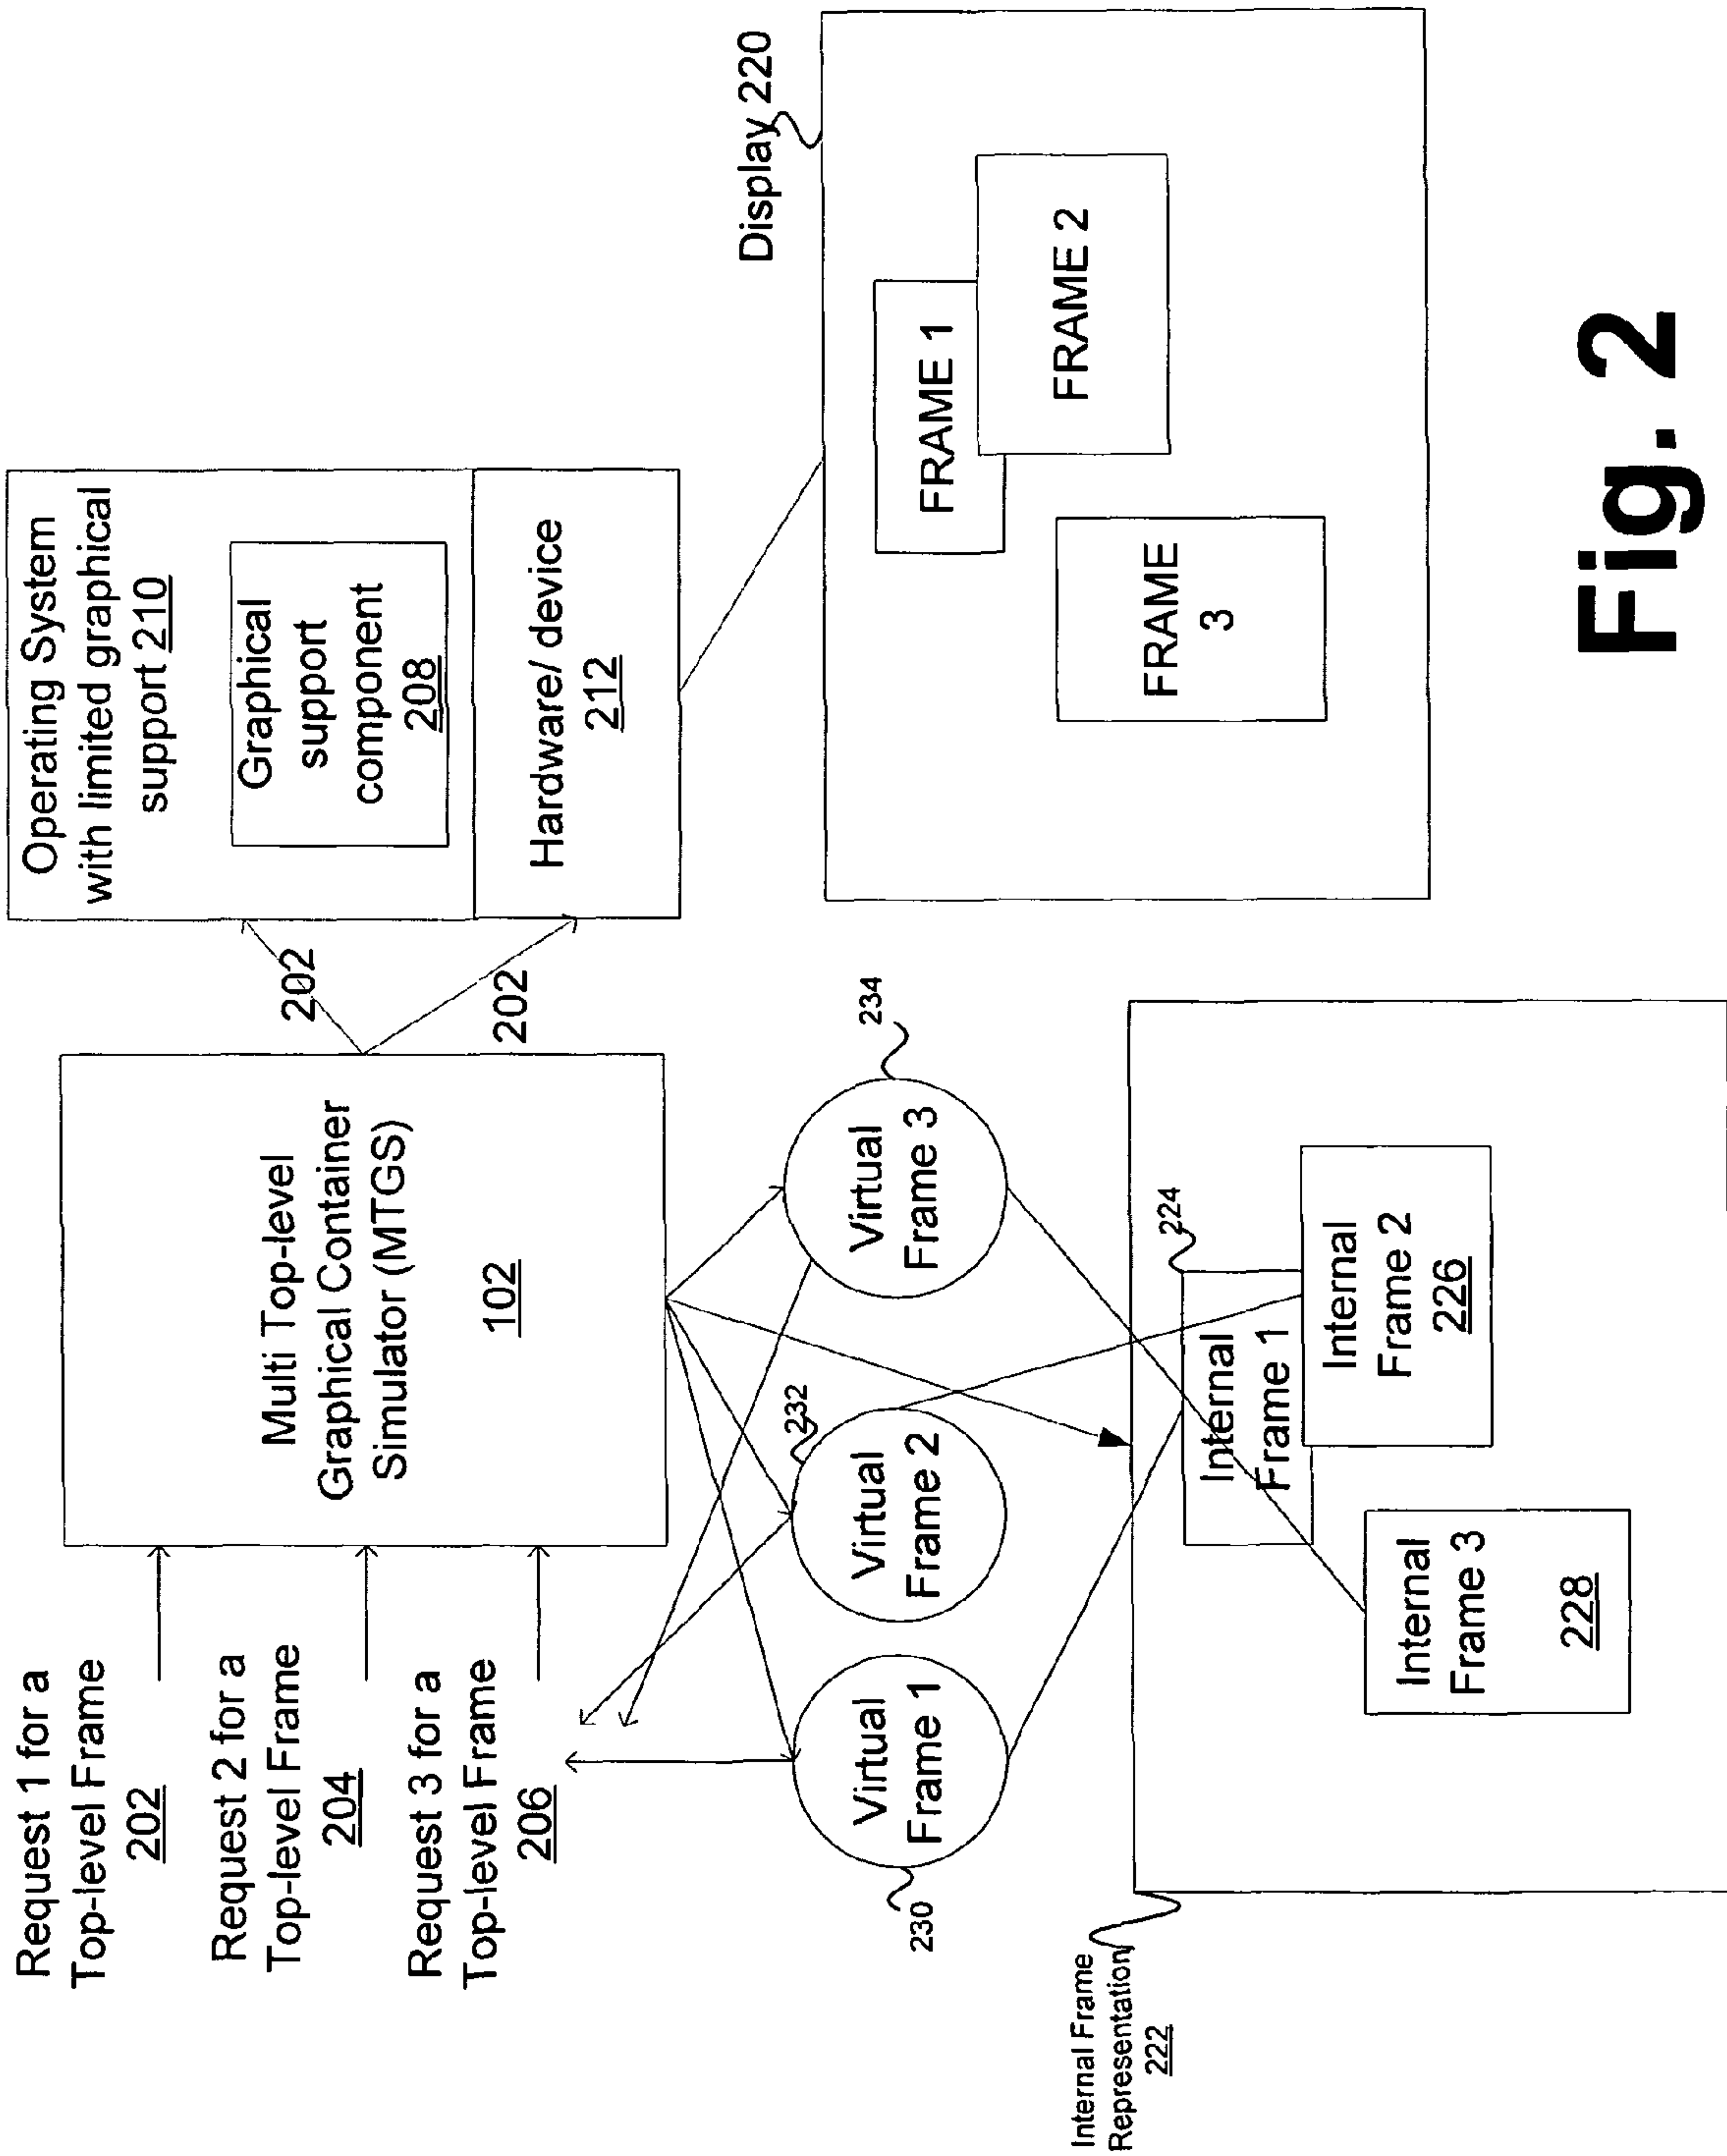 Request 1 for a
Top-level Frame
202
Request 2 for a
Top-level Frame
204
Request 3 for a
Top-level Frame
206
Multi Top-level
Graphical Container
Simulator (MTGS)
102
202
202
Operating System
with limited graphical
support 210
Graphical
support
component
208
Hardware/ device
212
Virtual
Frame 1
230
Virtual
Frame 2
232
Virtual
Frame 3
234
Display 220
FRAME 1
FRAME 2
FRAME
3
Internal Frame
Representation
222
Internal
Frame 1
224
Internal
Frame 2
226
Internal
Frame 3
228
Fig. 2